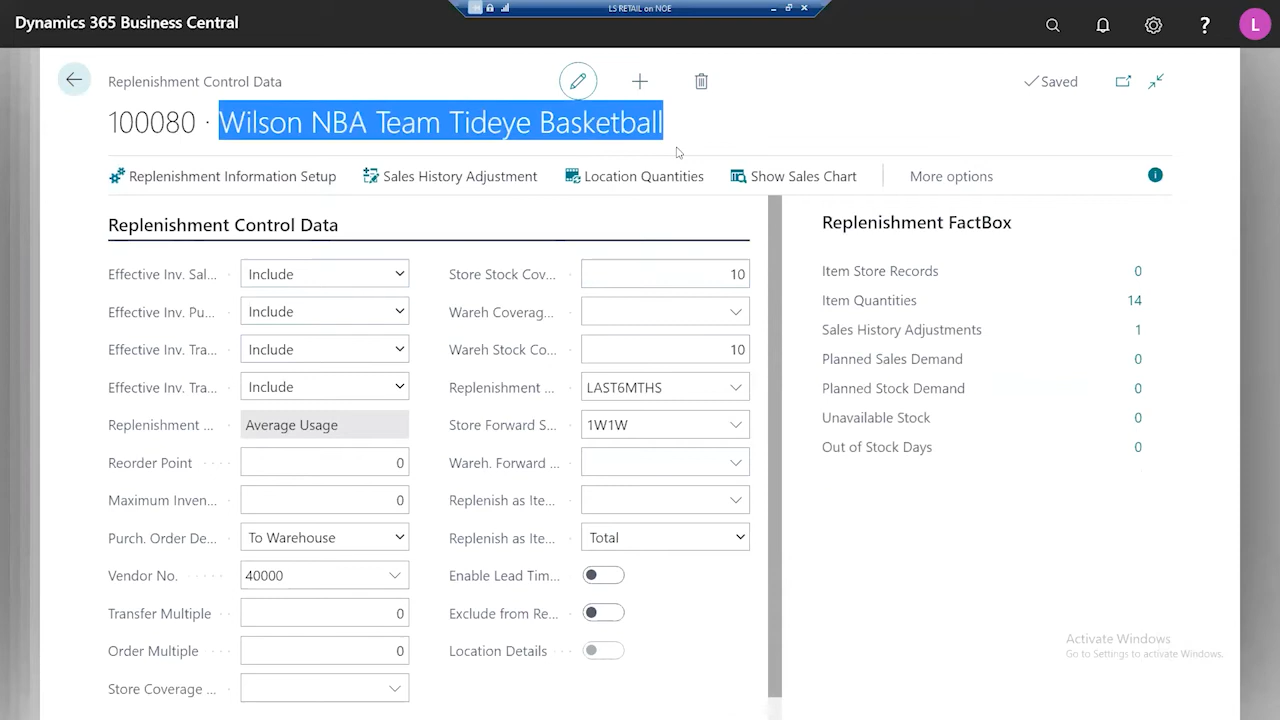 LS RETAIL on NOE
Dynamics 365 Business Central
?
L
Replenishment Control Data
Saved
100080 · Wilson NBA Team Tideye Basketball
Replenishment Information Setup
Sales History Adjustment
Location Quantities
Show Sales Chart
More options
i
Replenishment Control Data
Effective Inv. Sal... Include
Effective Inv. Pu... Include
Effective Inv. Tra... Include
Effective Inv. Tra... Include
Replenishment ... Average Usage
Reorder Point 0
Maximum Inven... 0
Purch. Order De... To Warehouse
Vendor No. 40000
Transfer Multiple 0
Order Multiple 0
Store Coverage ...
Store Stock Cov... 10
Wareh Coverag...
Wareh Stock Co... 10
Replenishment ... LAST6MTHS
Store Forward S... 1W1W
Wareh. Forward ...
Replenish as Ite...
Replenish as Ite... Total
Enable Lead Tim...
Exclude from Re...
Location Details
Replenishment FactBox
Item Store Records 0
Item Quantities 14
Sales History Adjustments 1
Planned Sales Demand 0
Planned Stock Demand 0
Unavailable Stock 0
Out of Stock Days 0
Activate Windows
Go to Settings to activate Windows.